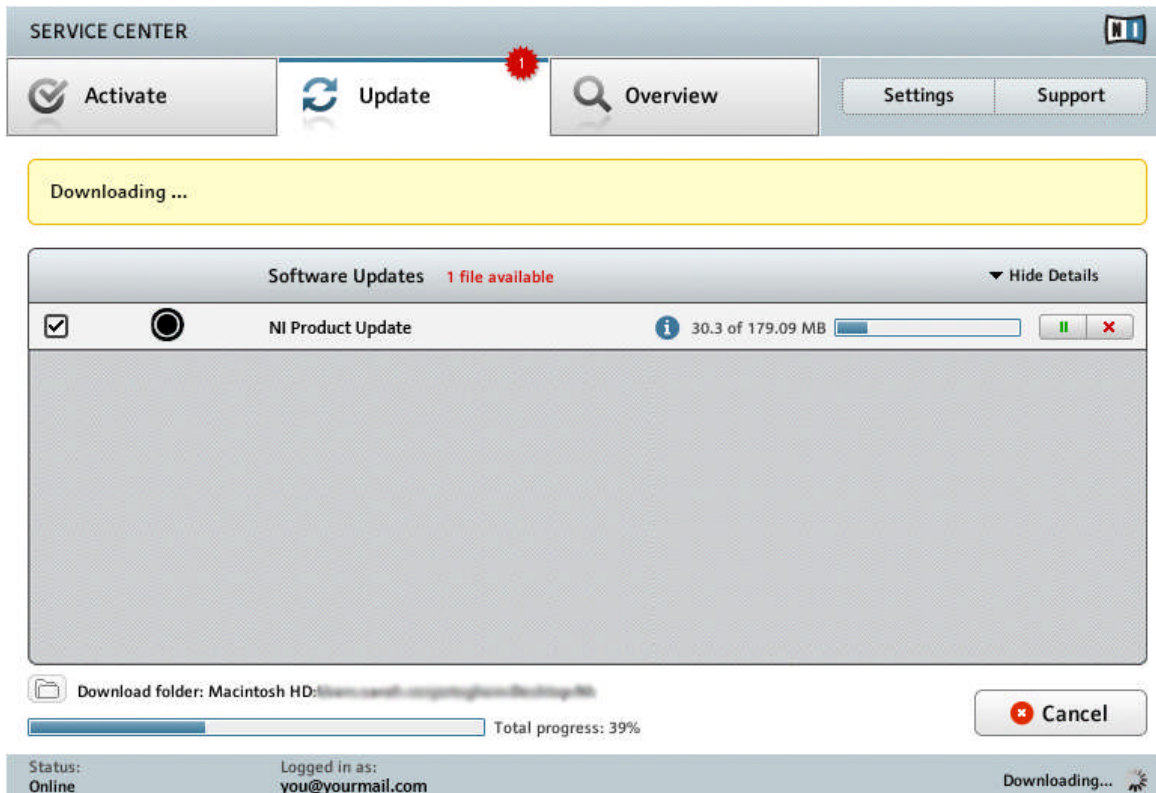 SERVICE CENTER
NI
Activate
Update
1
Overview
Settings
Support
Downloading ...
Software Updates 1 file available
Hide Details
NI Product Update
i
30.3 of 179.09 MB
Download folder: Macintosh HD:
Total progress: 39%
Cancel
Status:
Online
Logged in as:
you@yourmail.com
Downloading...